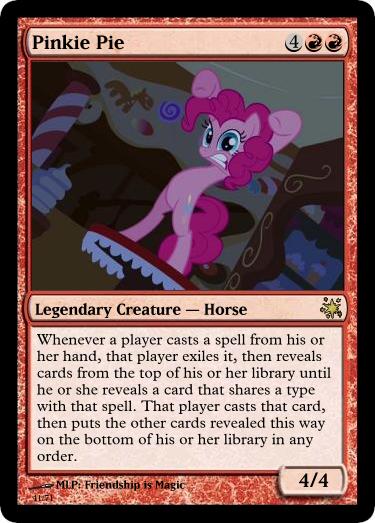 Pinkie Pie 4
Legendary Creature — Horse
Whenever a player casts a spell from his or
her hand, that player exiles it, then reveals
cards from the top of his or her library until
he or she reveals a card that shares a type
with that spell. That player casts that card,
then puts the other cards revealed this way
on the bottom of his or her library in any
order.
MLP: Friendship is Magic
4/4